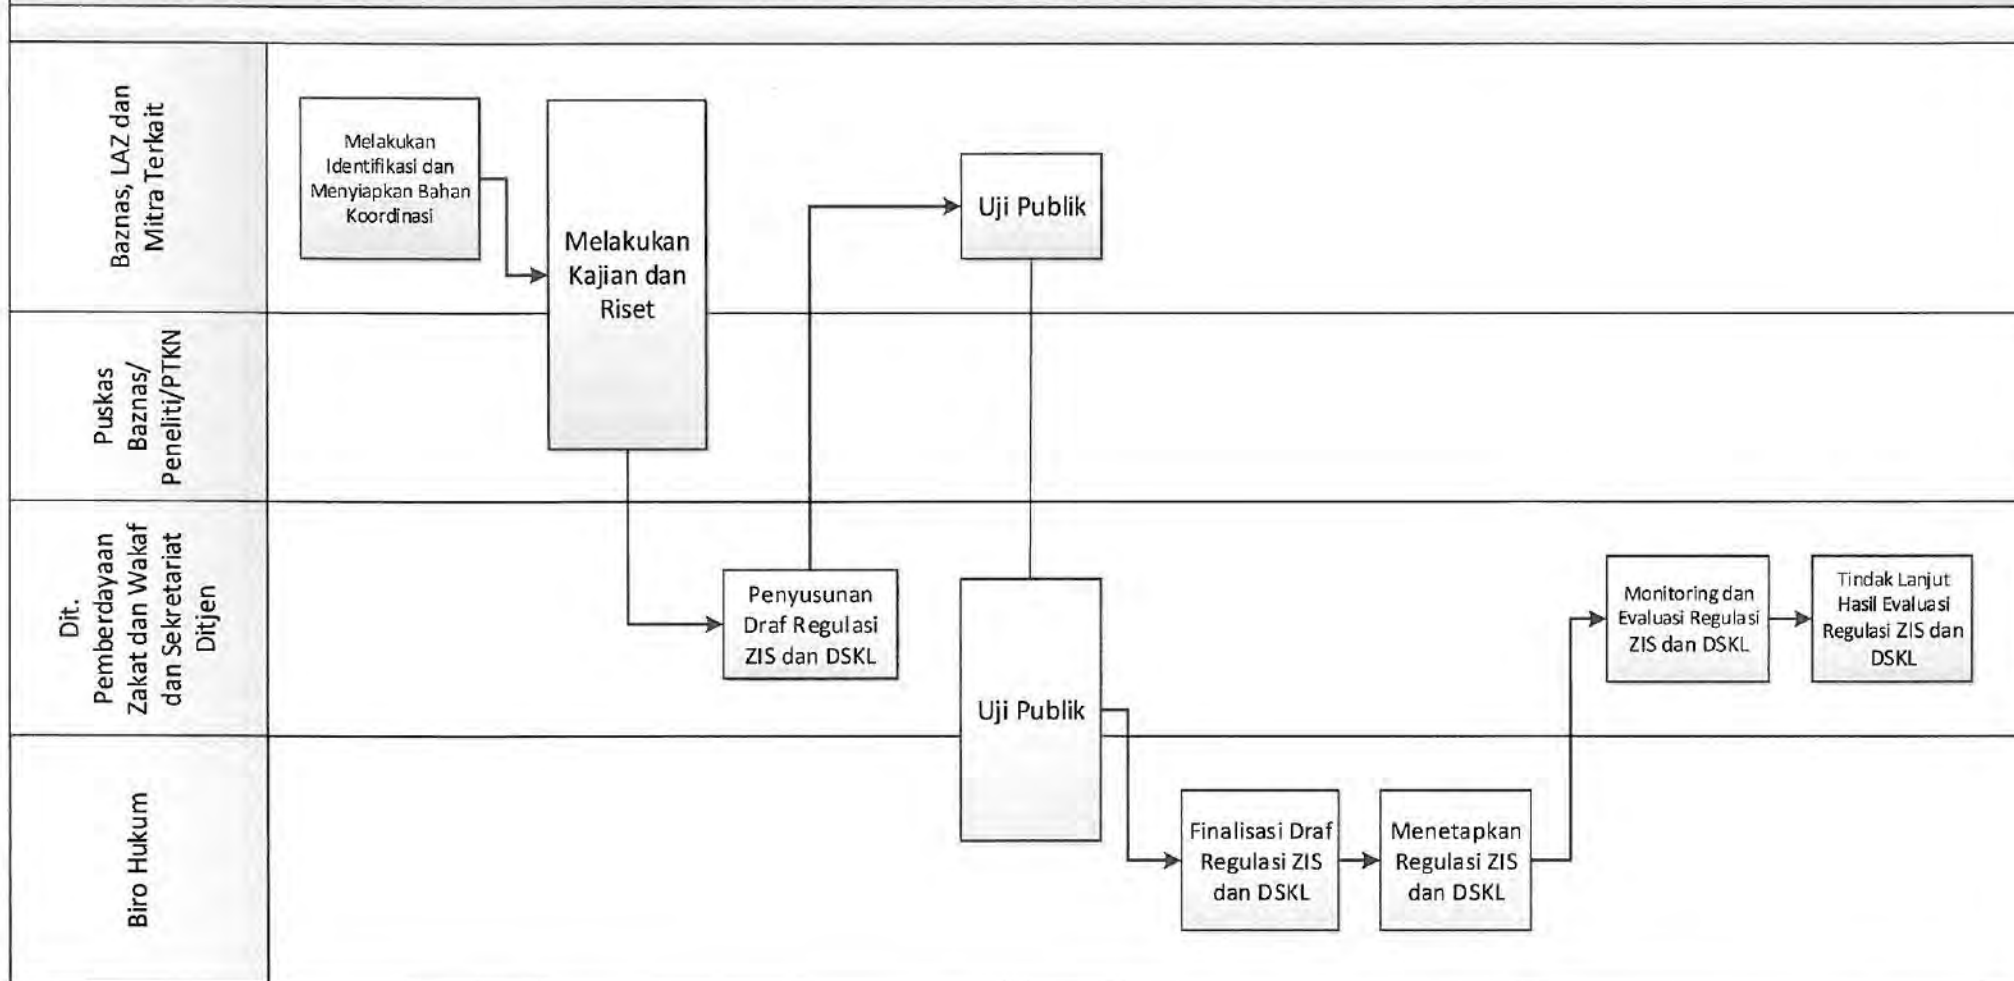 Baznas, LAZ dan
Mitra Terkait
Melakukan
Identifikasi dan
Menyiapkan Bahan
Koordinasi
Melakukan
Kajian dan
Riset
Uji Publik
Puskas
Baznas/
Peneliti/PTKN
Dit.
Pemberdayaan
Zakat dan Wakaf
dan Sekretariat
Ditjen
Penyusunan
Draf Regulasi
ZIS dan DSKL
Uji Publik
Monitoring dan
Evaluasi Regulasi
ZIS dan DSKL
Tindak Lanjut
Hasil Evaluasi
Regulasi ZIS dan
DSKL
Biro Hukum
Finalisasi Draf
Regulasi ZIS
dan DSKL
Menetapkan
Regulasi ZIS
dan DSKL